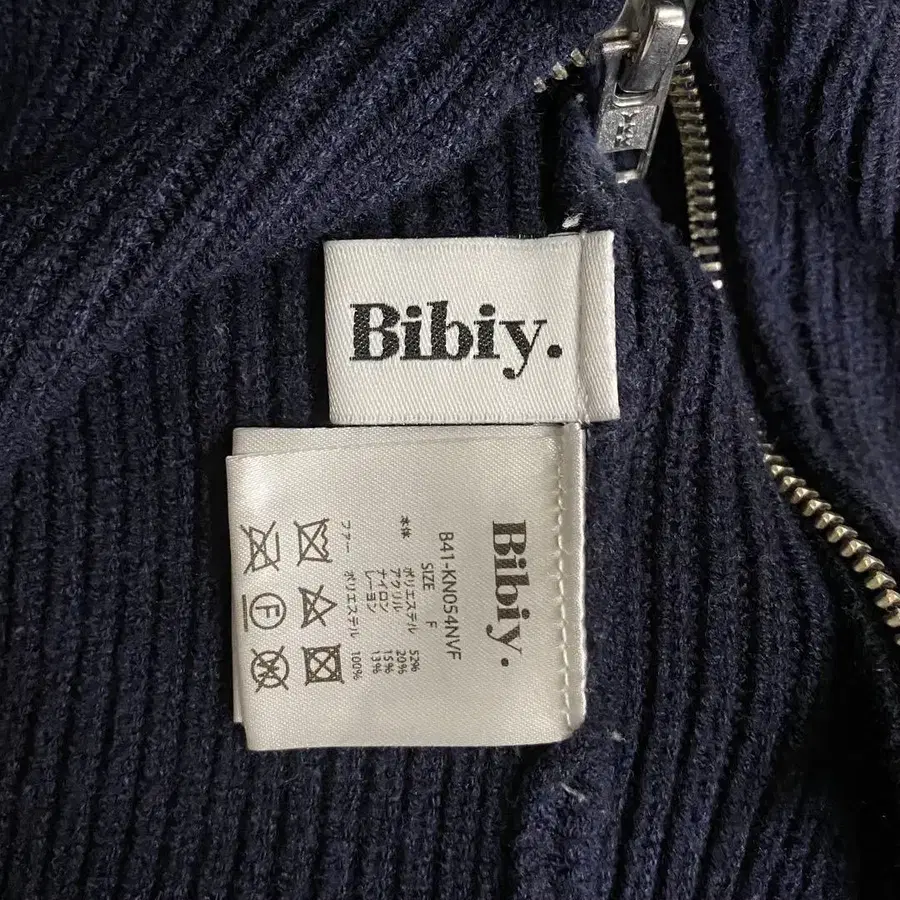 Bibiy.
Bibiy.
B41-KN054NVF
SIZE F
本体 ポリエステル 52%
アクリル 20%
ナイロン 15%
レーヨン 13%
ファー ポリエステル 100%
F